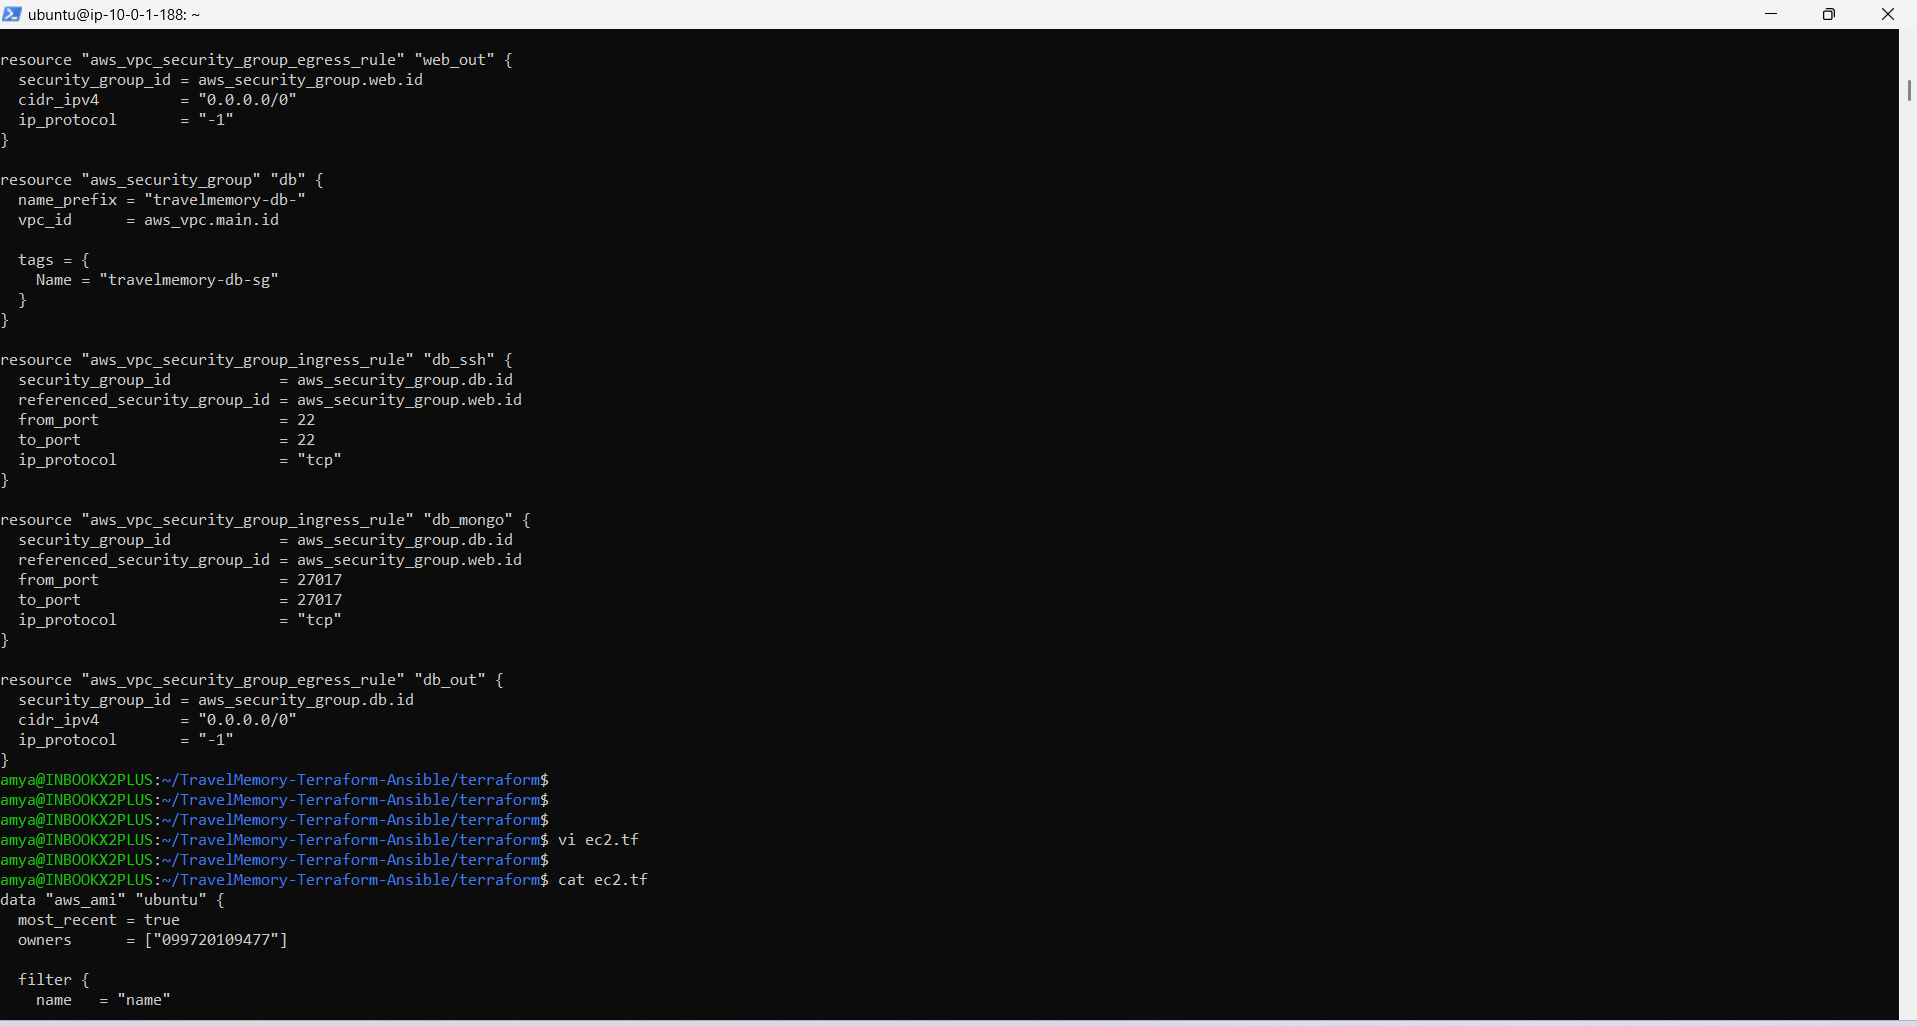 ubuntu@ip-10-0-1-188: ~
resource "aws_vpc_security_group_egress_rule" "web_out" {
  security_group_id = aws_security_group.web.id
  cidr_ipv4         = "0.0.0.0/0"
  ip_protocol       = "-1"
}

resource "aws_security_group" "db" {
  name_prefix = "travelmemory-db-"
  vpc_id      = aws_vpc.main.id

  tags = {
    Name = "travelmemory-db-sg"
  }
}

resource "aws_vpc_security_group_ingress_rule" "db_ssh" {
  security_group_id            = aws_security_group.db.id
  referenced_security_group_id = aws_security_group.web.id
  from_port                    = 22
  to_port                      = 22
  ip_protocol                  = "tcp"
}

resource "aws_vpc_security_group_ingress_rule" "db_mongo" {
  security_group_id            = aws_security_group.db.id
  referenced_security_group_id = aws_security_group.web.id
  from_port                    = 27017
  to_port                      = 27017
  ip_protocol                  = "tcp"
}

resource "aws_vpc_security_group_egress_rule" "db_out" {
  security_group_id = aws_security_group.db.id
  cidr_ipv4         = "0.0.0.0/0"
  ip_protocol       = "-1"
}
amya@INBOOKX2PLUS:~/TravelMemory-Terraform-Ansible/terraform$
amya@INBOOKX2PLUS:~/TravelMemory-Terraform-Ansible/terraform$
amya@INBOOKX2PLUS:~/TravelMemory-Terraform-Ansible/terraform$
amya@INBOOKX2PLUS:~/TravelMemory-Terraform-Ansible/terraform$ vi ec2.tf
amya@INBOOKX2PLUS:~/TravelMemory-Terraform-Ansible/terraform$
amya@INBOOKX2PLUS:~/TravelMemory-Terraform-Ansible/terraform$ cat ec2.tf
data "aws_ami" "ubuntu" {
  most_recent = true
  owners      = ["099720109477"]

  filter {
    name   = "name"